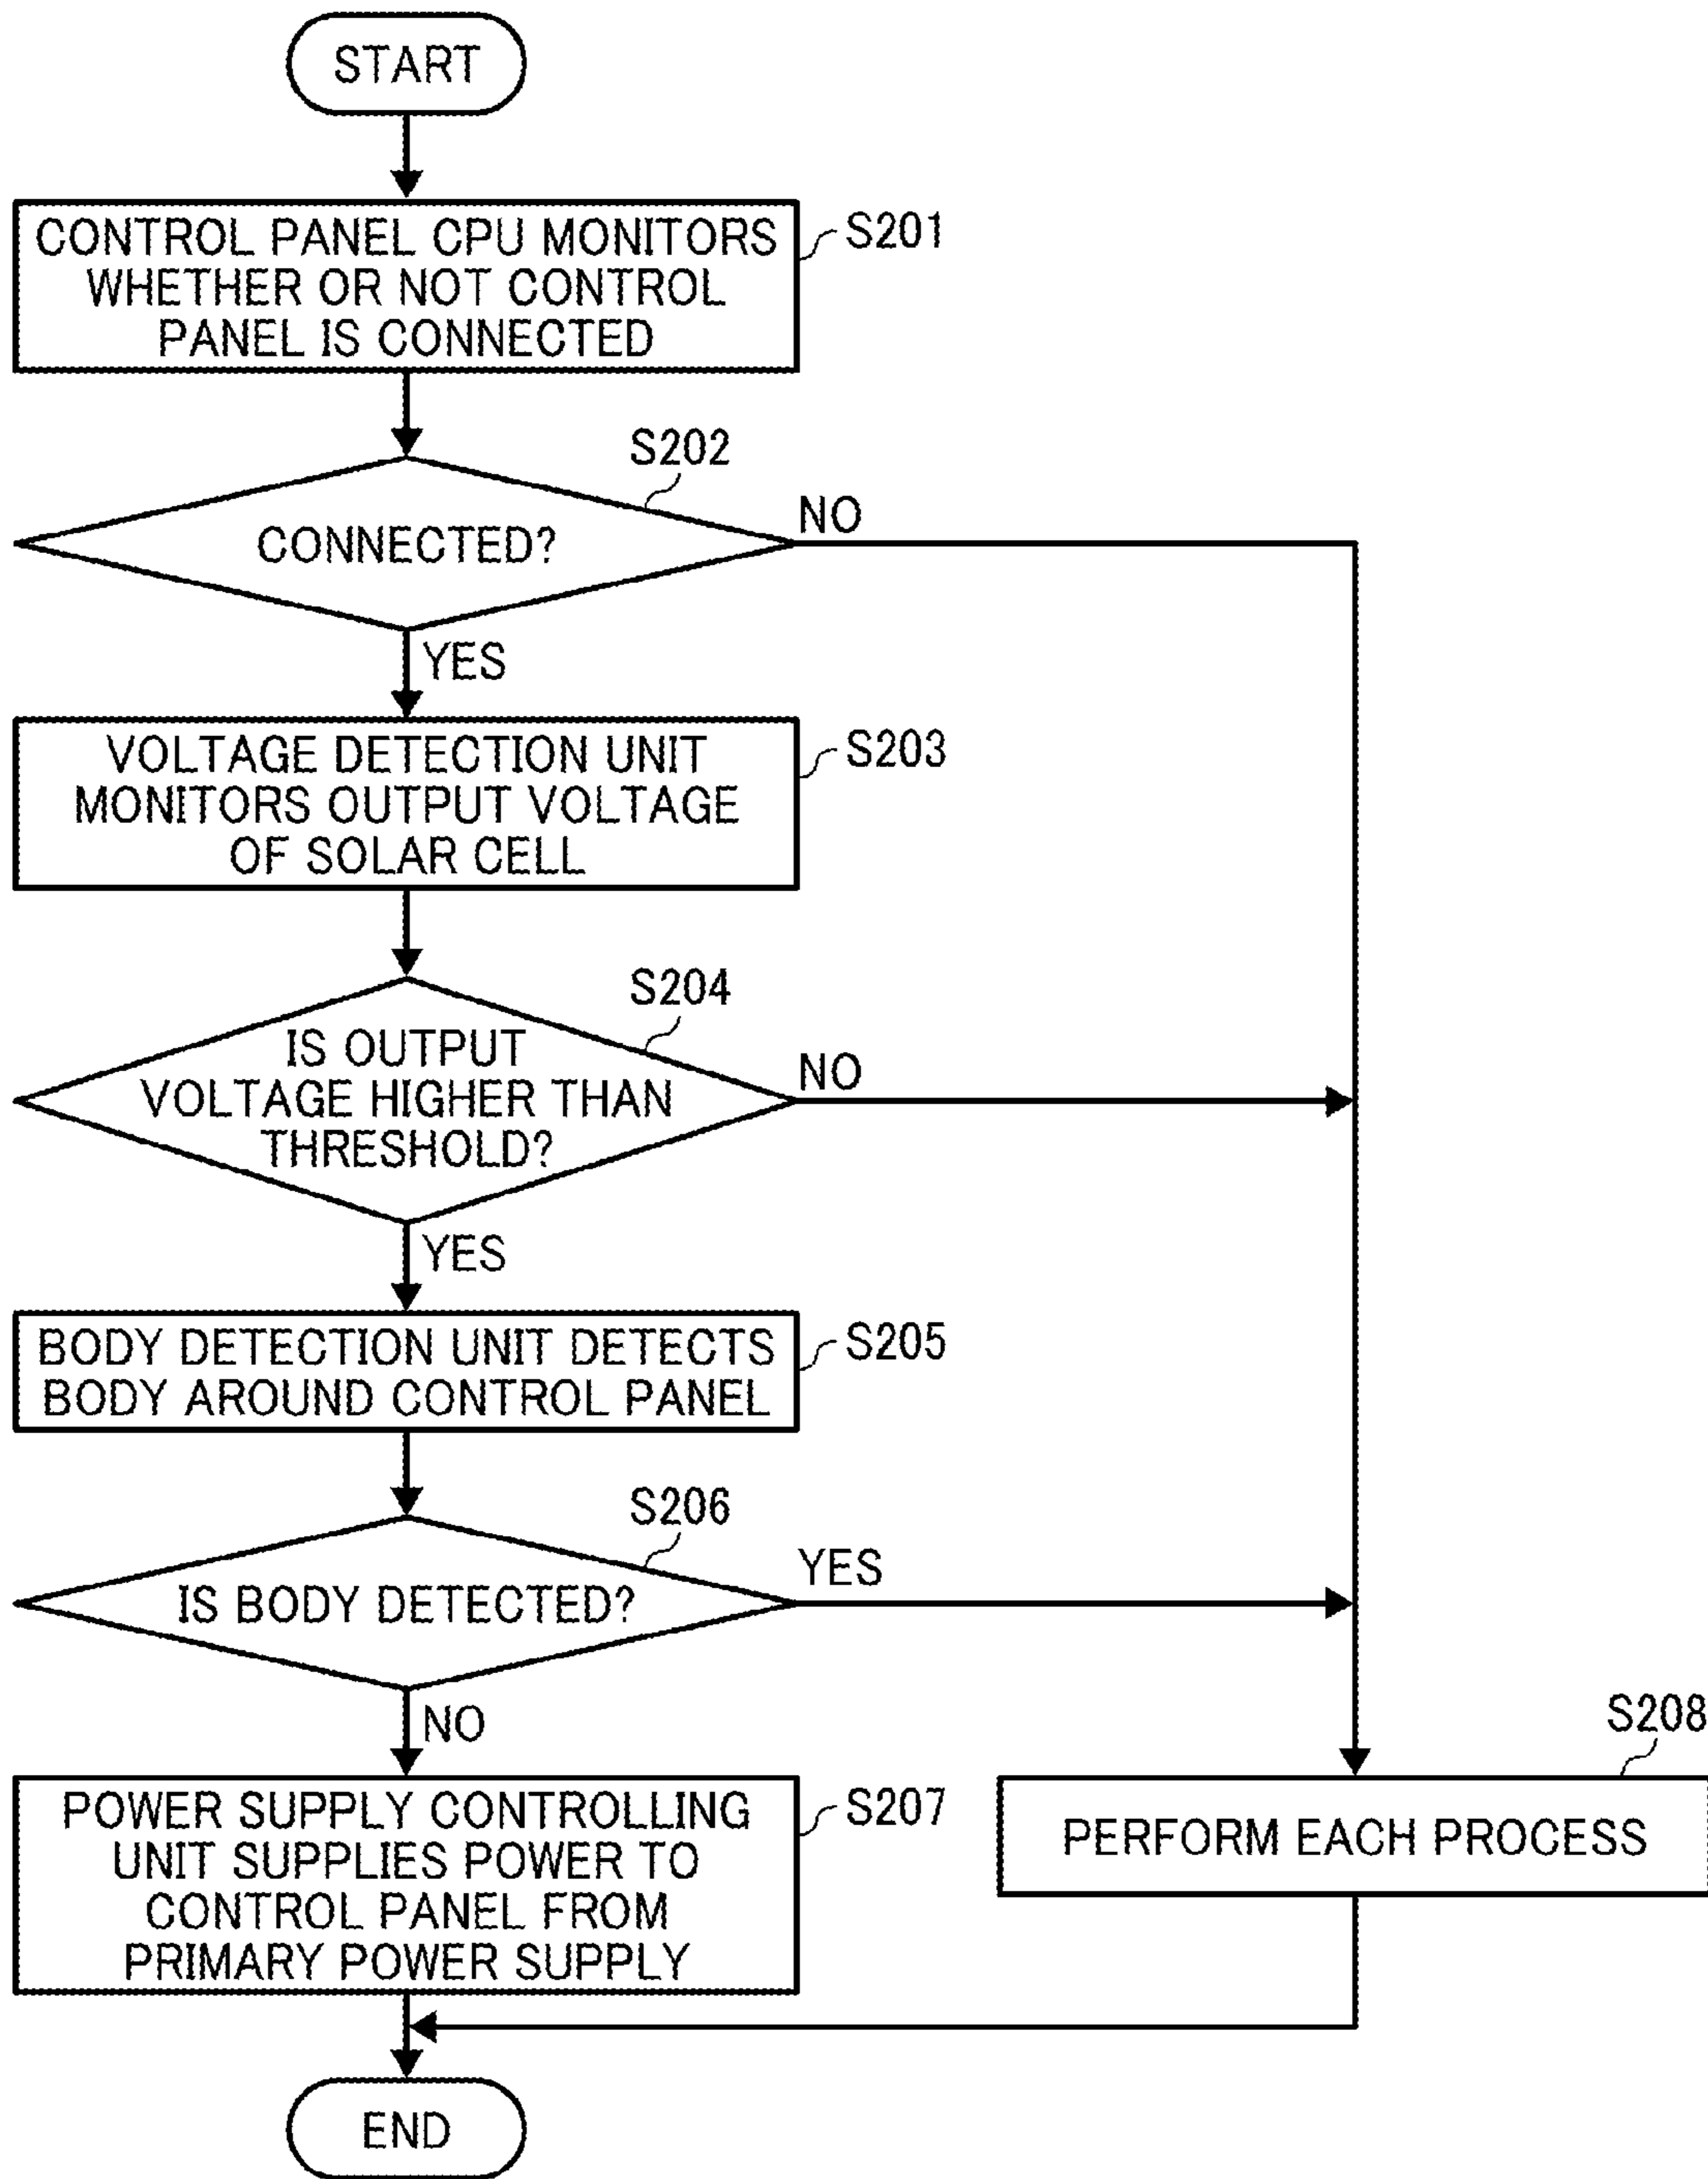 START
CONTROL PANEL CPU MONITORS
WHETHER OR NOT CONTROL
PANEL IS CONNECTED
S201
S202
CONNECTED?
NO
YES
VOLTAGE DETECTION UNIT
MONITORS OUTPUT VOLTAGE
OF SOLAR CELL
S203
S204
IS OUTPUT
VOLTAGE HIGHER THAN
THRESHOLD?
NO
YES
BODY DETECTION UNIT DETECTS
BODY AROUND CONTROL PANEL
S205
S206
IS BODY DETECTED?
YES
NO
POWER SUPPLY CONTROLLING
UNIT SUPPLIES POWER TO
CONTROL PANEL FROM
PRIMARY POWER SUPPLY
S207
S208
PERFORM EACH PROCESS
END